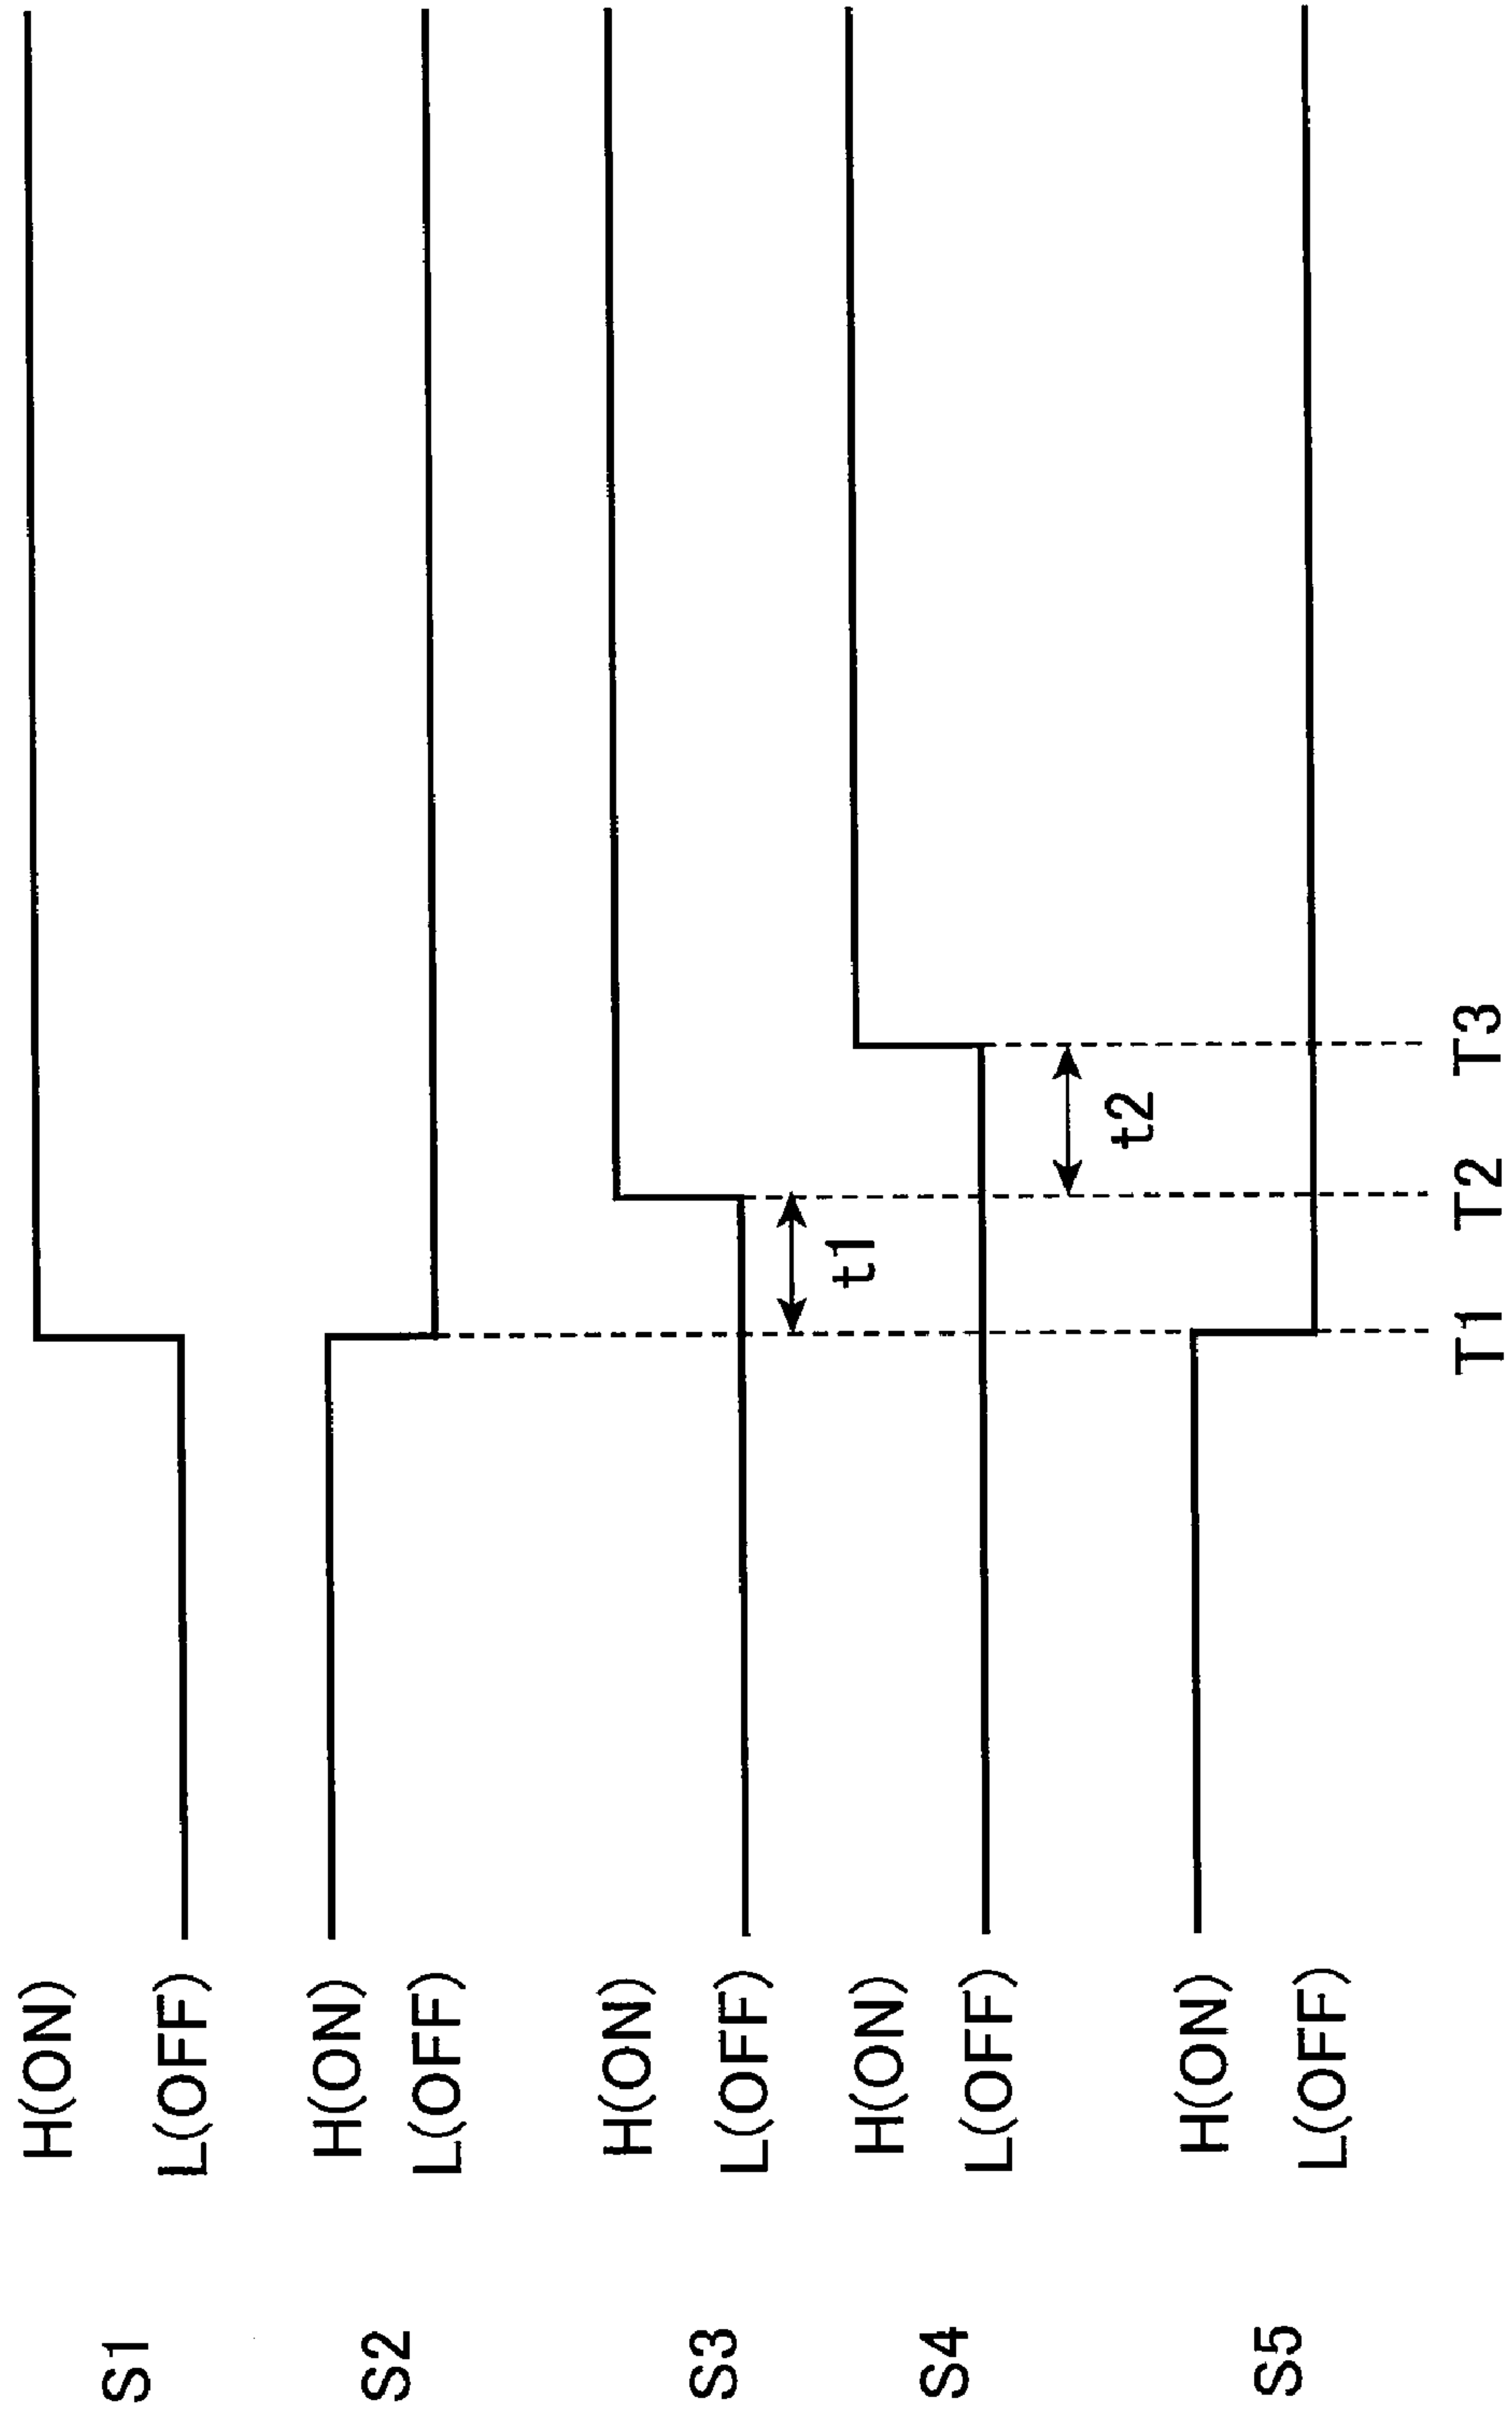 S1
H(ON)
L(OFF)
S2
H(ON)
L(OFF)
S3
H(ON)
L(OFF)
t1
S4
H(ON)
L(OFF)
t2
S5
H(ON)
L(OFF)
T1 T2 T3